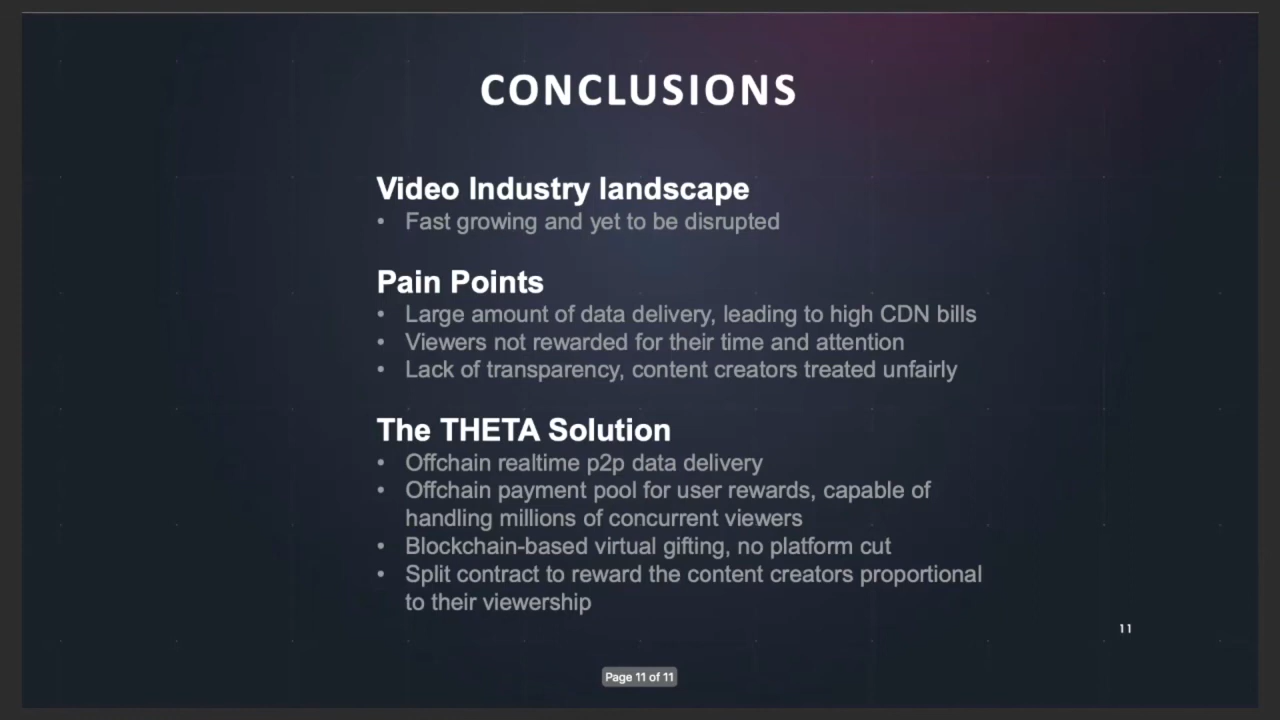 CONCLUSIONS
Video Industry landscape
• Fast growing and yet to be disrupted
Pain Points
• Large amount of data delivery, leading to high CDN bills
• Viewers not rewarded for their time and attention
• Lack of transparency, content creators treated unfairly
The THETA Solution
• Offchain realtime p2p data delivery
• Offchain payment pool for user rewards, capable of
handling millions of concurrent viewers
• Blockchain-based virtual gifting, no platform cut
• Split contract to reward the content creators proportional
to their viewership
11
Page 11 of 11